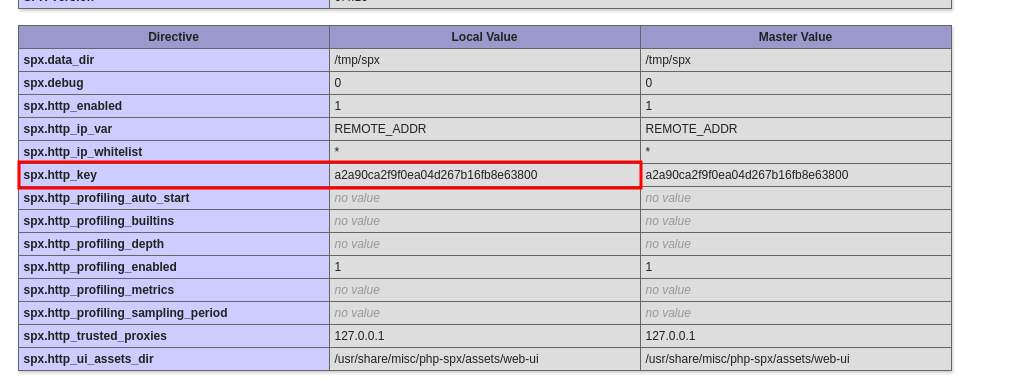 Directive Local Value Master Value
spx.data_dir /tmp/spx /tmp/spx
spx.debug 0 0
spx.http_enabled 1 1
spx.http_ip_var REMOTE_ADDR REMOTE_ADDR
spx.http_ip_whitelist * *
spx.http_key a2a90ca2f9f0ea04d267b16fb8e63800 a2a90ca2f9f0ea04d267b16fb8e63800
spx.http_profiling_auto_start no value no value
spx.http_profiling_builtins no value no value
spx.http_profiling_depth no value no value
spx.http_profiling_enabled 1 1
spx.http_profiling_metrics no value no value
spx.http_profiling_sampling_period no value no value
spx.http_trusted_proxies 127.0.0.1 127.0.0.1
spx.http_ui_assets_dir /usr/share/misc/php-spx/assets/web-ui /usr/share/misc/php-spx/assets/web-ui